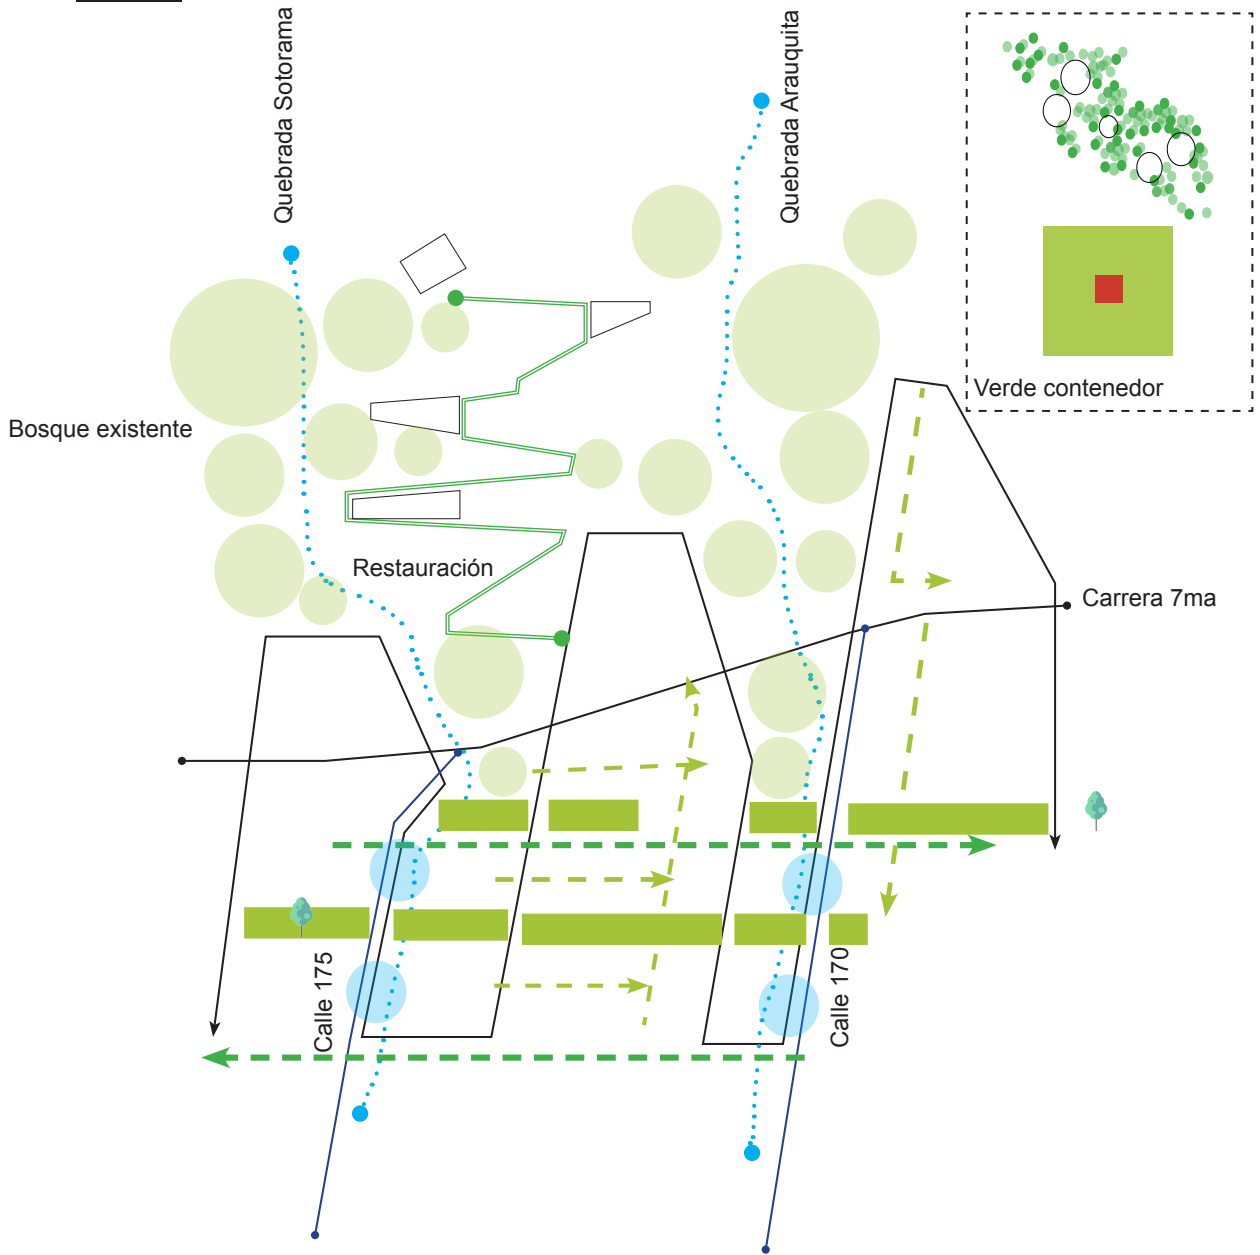 Quebrada Sotorama
Quebrada Arauquita
Verde contenedor
Bosque existente
Restauración
Carrera 7ma
Calle 175
Calle 170